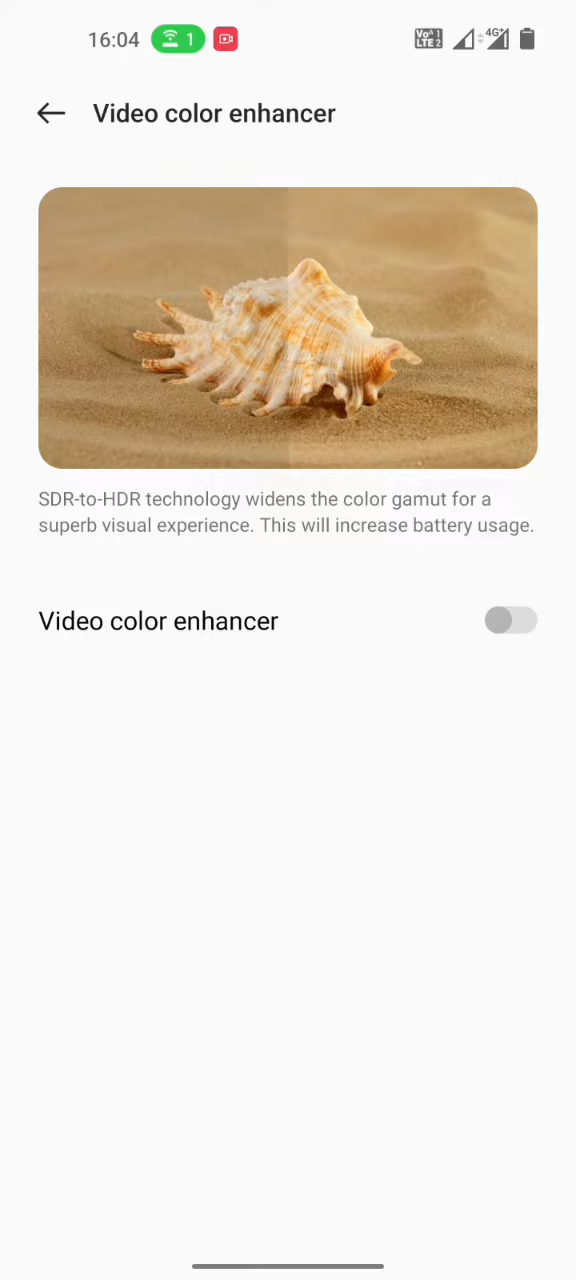 16:04 1 Vo 1 LTE 2 4G+
Video color enhancer
SDR-to-HDR technology widens the color gamut for a
superb visual experience. This will increase battery usage.
Video color enhancer